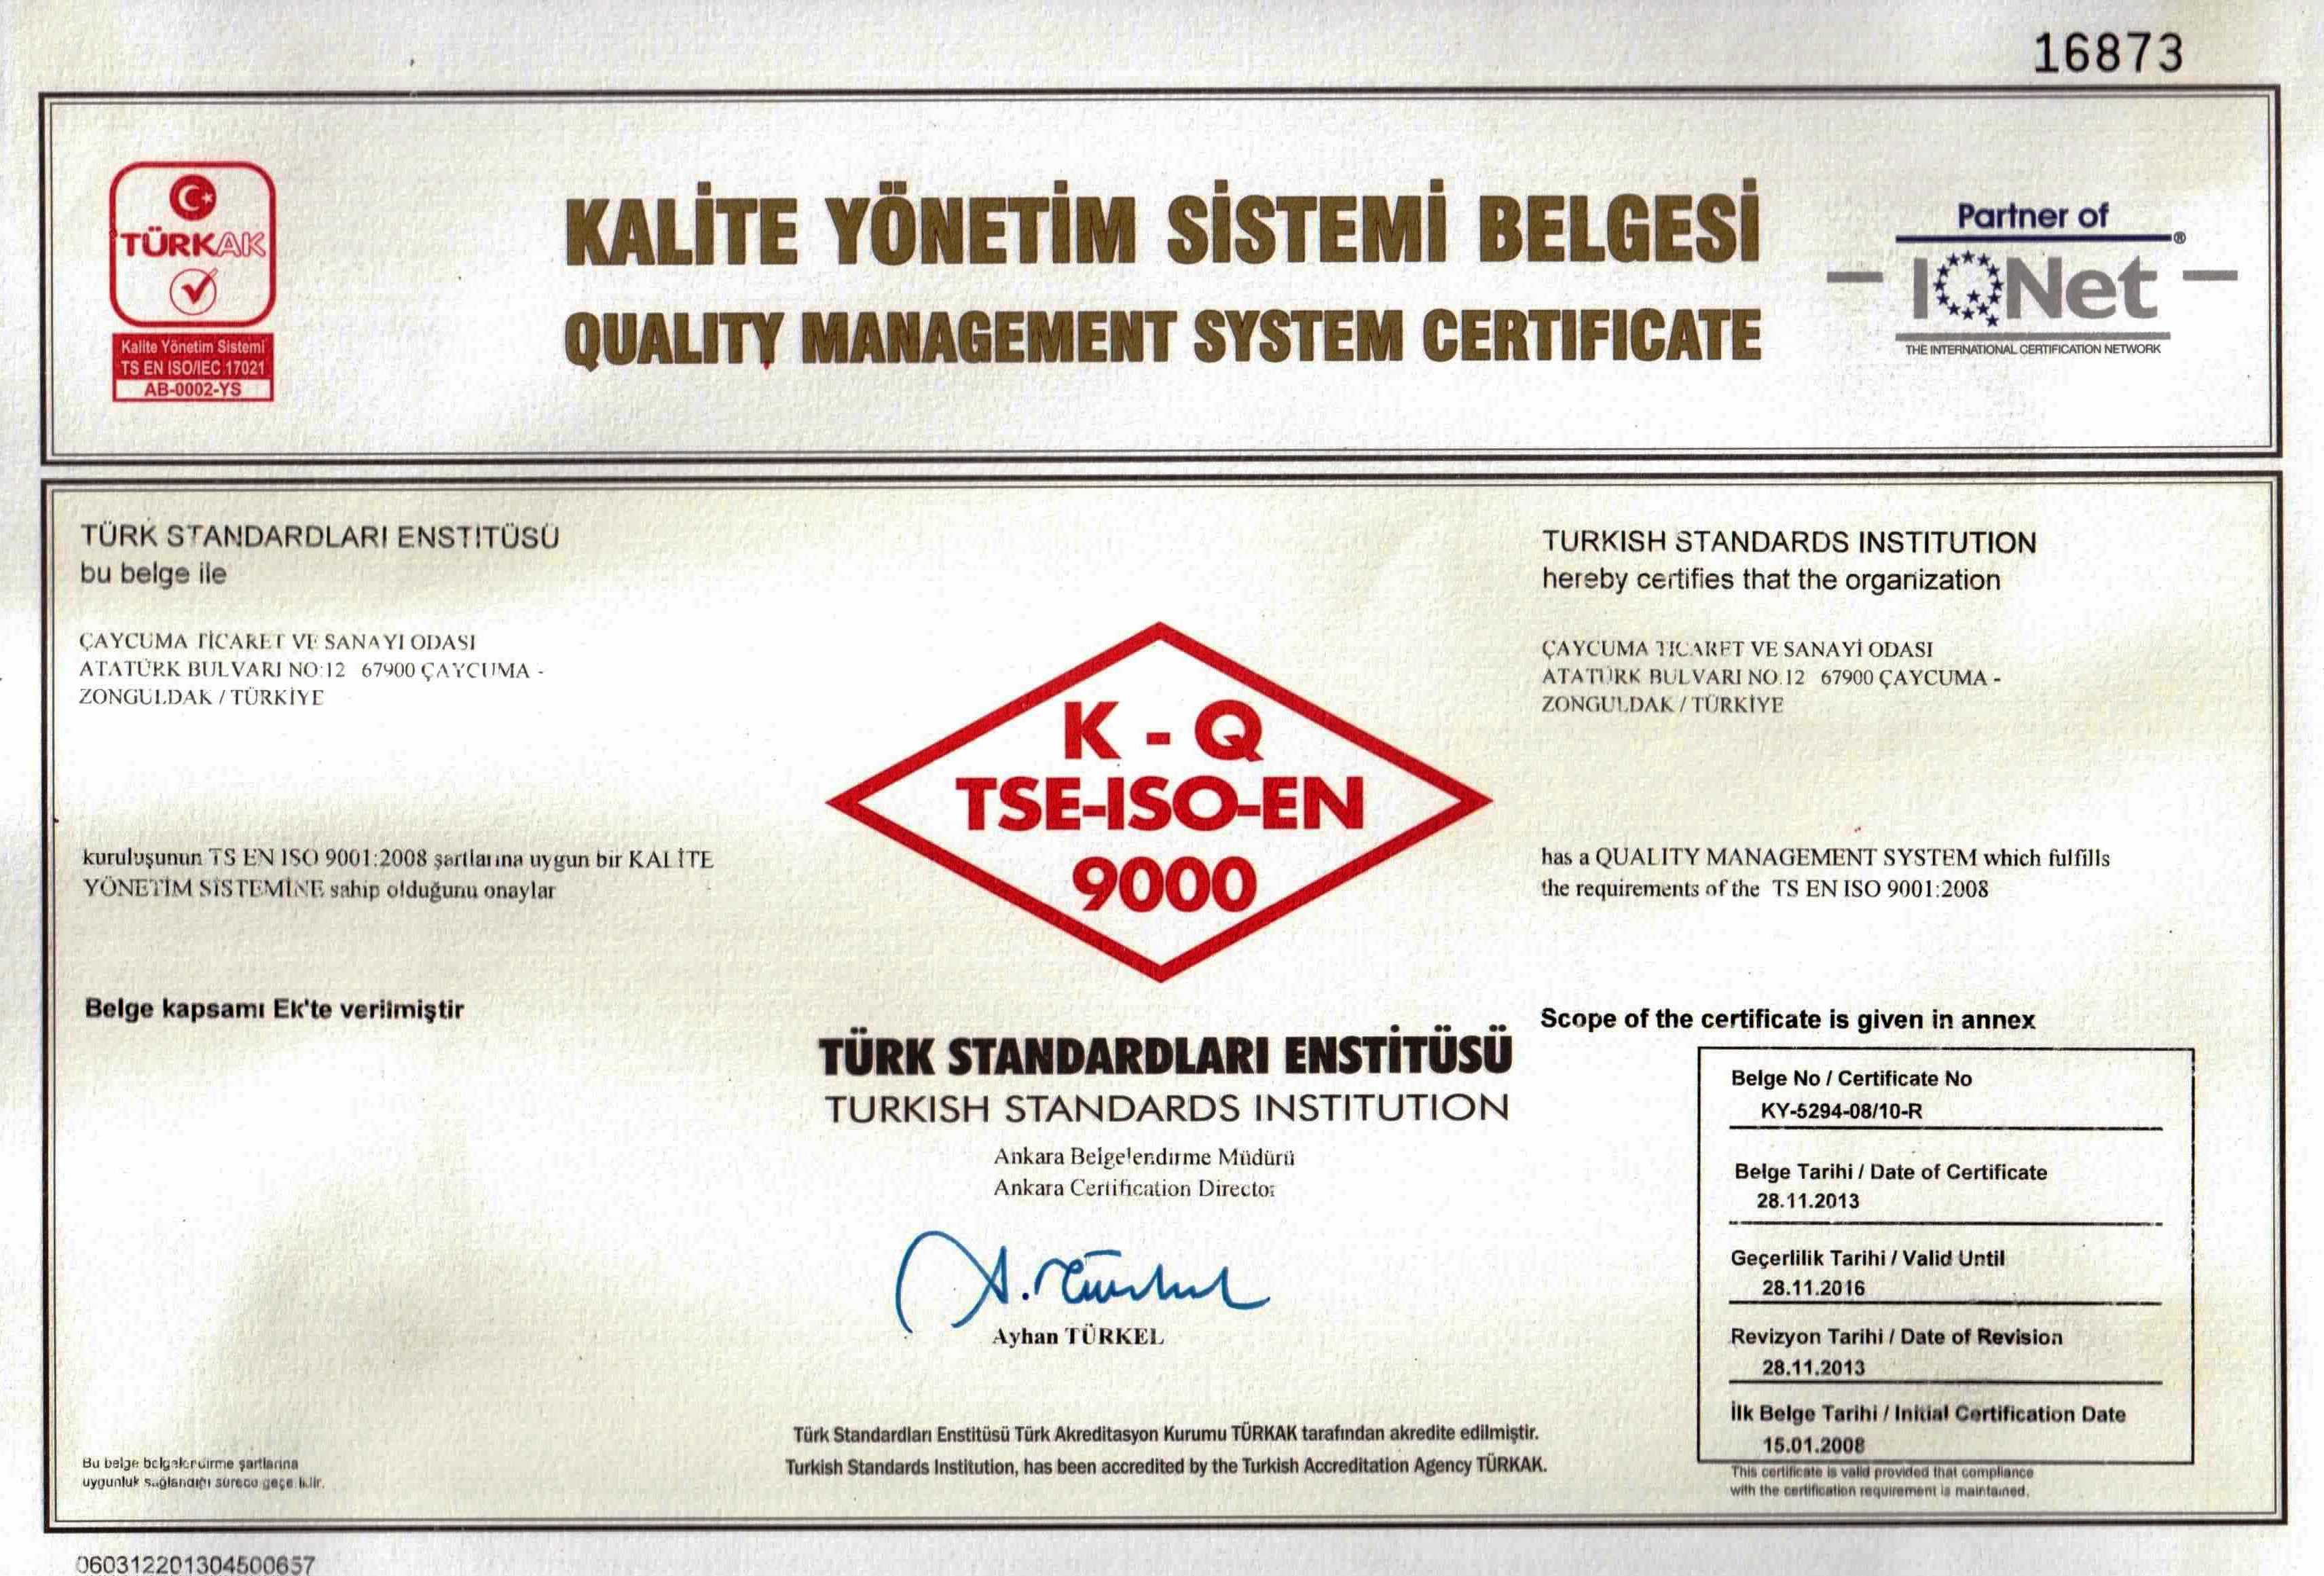 16873
TÜRKAK
Kalite Yönetim Sistemi
TS EN ISO/IEC 17021
AB-0002-YS
KALİTE YÖNETİM SİSTEMİ BELGESİ
QUALITY MANAGEMENT SYSTEM CERTIFICATE
Partner of
IQNet ®
THE INTERNATIONAL CERTIFICATION NETWORK
TÜRK STANDARDLARI ENSTİTÜSÜ
bu belge ile
ÇAYCUMA TİCARET VE SANAYI ODASI
ATATÜRK BULVARI NO:12 67900 ÇAYCUMA -
ZONGULDAK / TÜRKİYE
kuruluşunun TS EN ISO 9001:2008 şartlarına uygun bir KALİTE
YÖNETİM SİSTEMİNE sahip olduğunu onaylar
Belge kapsamı Ek'te verilmiştir
K - Q
TSE-ISO-EN
9000
TÜRK STANDARDLARI ENSTİTÜSÜ
TURKISH STANDARDS INSTITUTION
Ankara Belgelendirme Müdürü
Ankara Certification Director
A. Türkel
Ayhan TÜRKEL
TURKISH STANDARDS INSTITUTION
hereby certifies that the organization
ÇAYCUMA TİCARET VE SANAYİ ODASI
ATATÜRK BULVARI NO.12 67900 ÇAYCUMA -
ZONGULDAK / TÜRKİYE
has a QUALITY MANAGEMENT SYSTEM which fulfills
the requirements of the TS EN ISO 9001:2008
Scope of the certificate is given in annex
Belge No / Certificate No
KY-5294-08/10-R
Belge Tarihi / Date of Certificate
28.11.2013
Geçerlilik Tarihi / Valid Until
28.11.2016
Revizyon Tarihi / Date of Revision
28.11.2013
İlk Belge Tarihi / Initial Certification Date
15.01.2008
This certificate is valid provided that compliance
with the certification requirement is maintained.
Türk Standardları Enstitüsü Türk Akreditasyon Kurumu TÜRKAK tarafından akredite edilmiştir.
Turkish Standards Institution, has been accredited by the Turkish Accreditation Agency TÜRKAK.
Bu belge belgelendirme şartlarına
uygunluk sağlandığı sürece geçerlidir.
060312201304500657